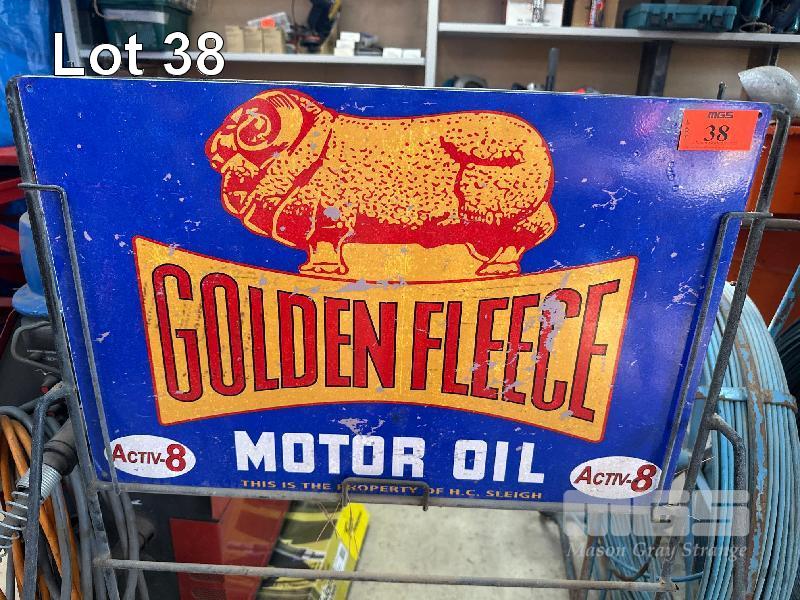 Lot 38
MGS
38
GOLDEN FLEECE
ACTIV-8
MOTOR OIL
ACTIV-8
THIS IS THE PROPERTY OF H.C. SLEIGH
MGS
Mason Gray Strange